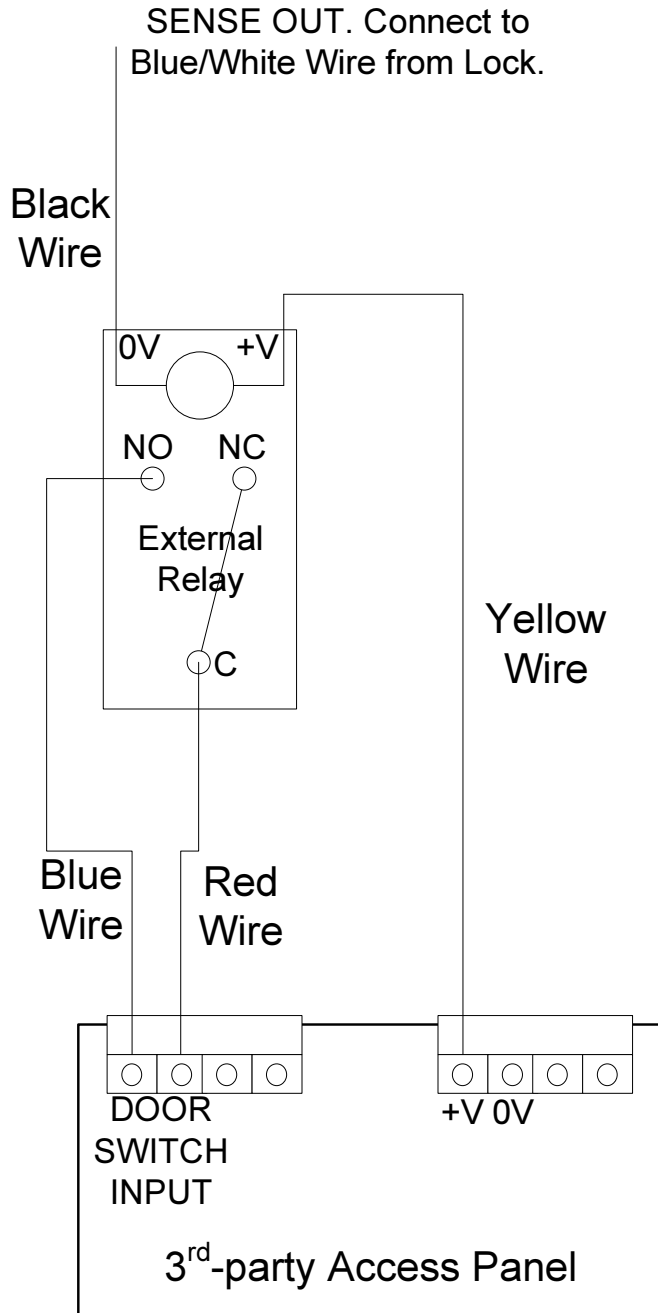 SENSE OUT. Connect to
Blue/White Wire from Lock.
Black
Wire
0V +V
NO NC
External
Relay
C
Yellow
Wire
Blue
Wire
Red
Wire
DOOR
SWITCH
INPUT
+V 0V
3rd-party Access Panel